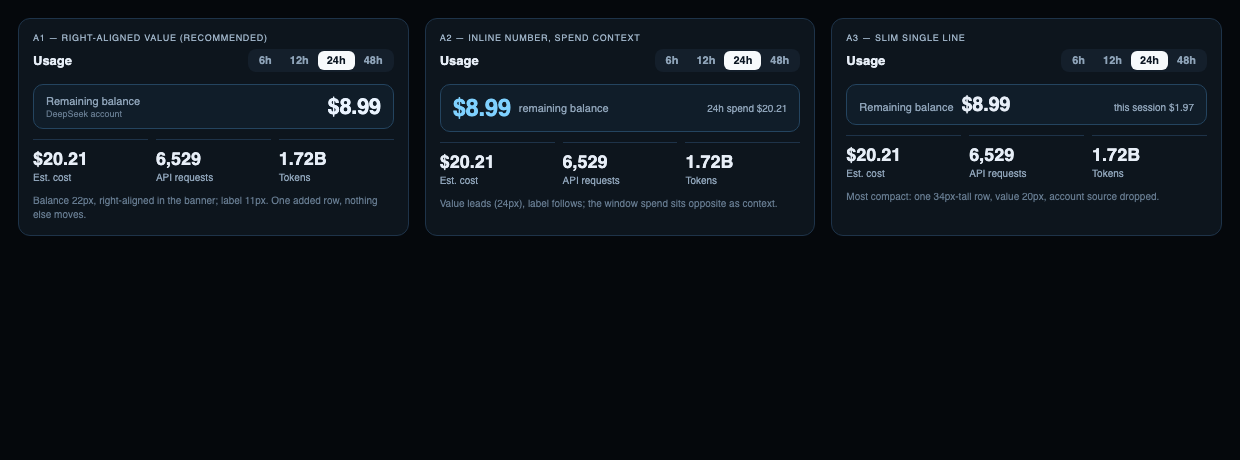 A1 — RIGHT-ALIGNED VALUE (RECOMMENDED)
Usage 6h 12h 24h 48h
Remaining balance $8.99
DeepSeek account
$20.21 6,529 1.72B
Est. cost API requests Tokens
Balance 22px, right-aligned in the banner; label 11px. One added row, nothing
else moves.
A2 — INLINE NUMBER, SPEND CONTEXT
Usage 6h 12h 24h 48h
$8.99 remaining balance 24h spend $20.21
$20.21 6,529 1.72B
Est. cost API requests Tokens
Value leads (24px), label follows; the window spend sits opposite as context.
A3 — SLIM SINGLE LINE
Usage 6h 12h 24h 48h
Remaining balance $8.99 this session $1.97
$20.21 6,529 1.72B
Est. cost API requests Tokens
Most compact: one 34px-tall row, value 20px, account source dropped.